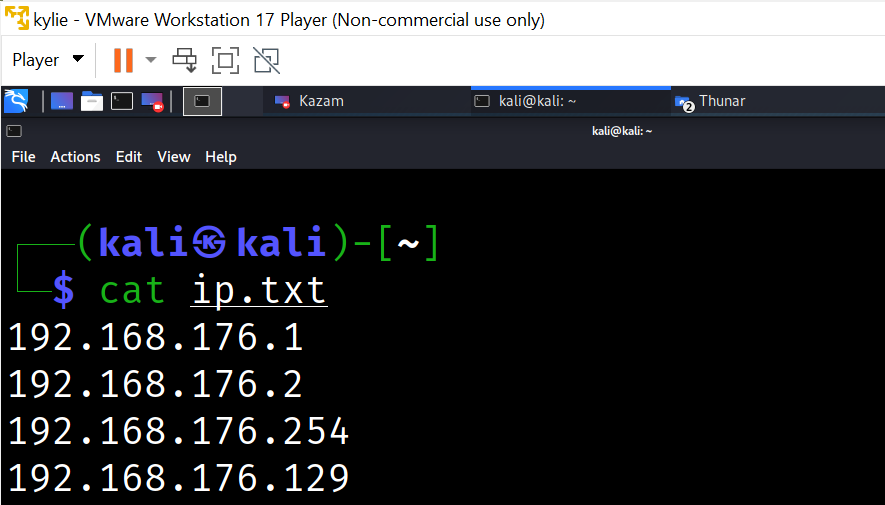 kylie - VMware Workstation 17 Player (Non-commercial use only)
Player
Kazam
kali@kali: ~
2
Thunar
kali@kali: ~
File Actions Edit View Help
(kali㉿kali)-[~]
$ cat ip.txt
192.168.176.1
192.168.176.2
192.168.176.254
192.168.176.129